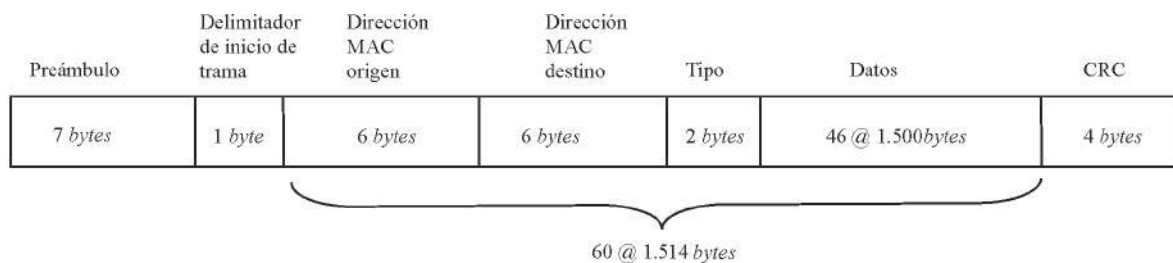 Preámbulo
Delimitador
de inicio de
trama
Dirección
MAC
origen
Dirección
MAC
destino
Tipo
Datos
CRC
7 bytes
1 byte
6 bytes
6 bytes
2 bytes
46 @ 1.500bytes
4 bytes
60 @ 1.514 bytes